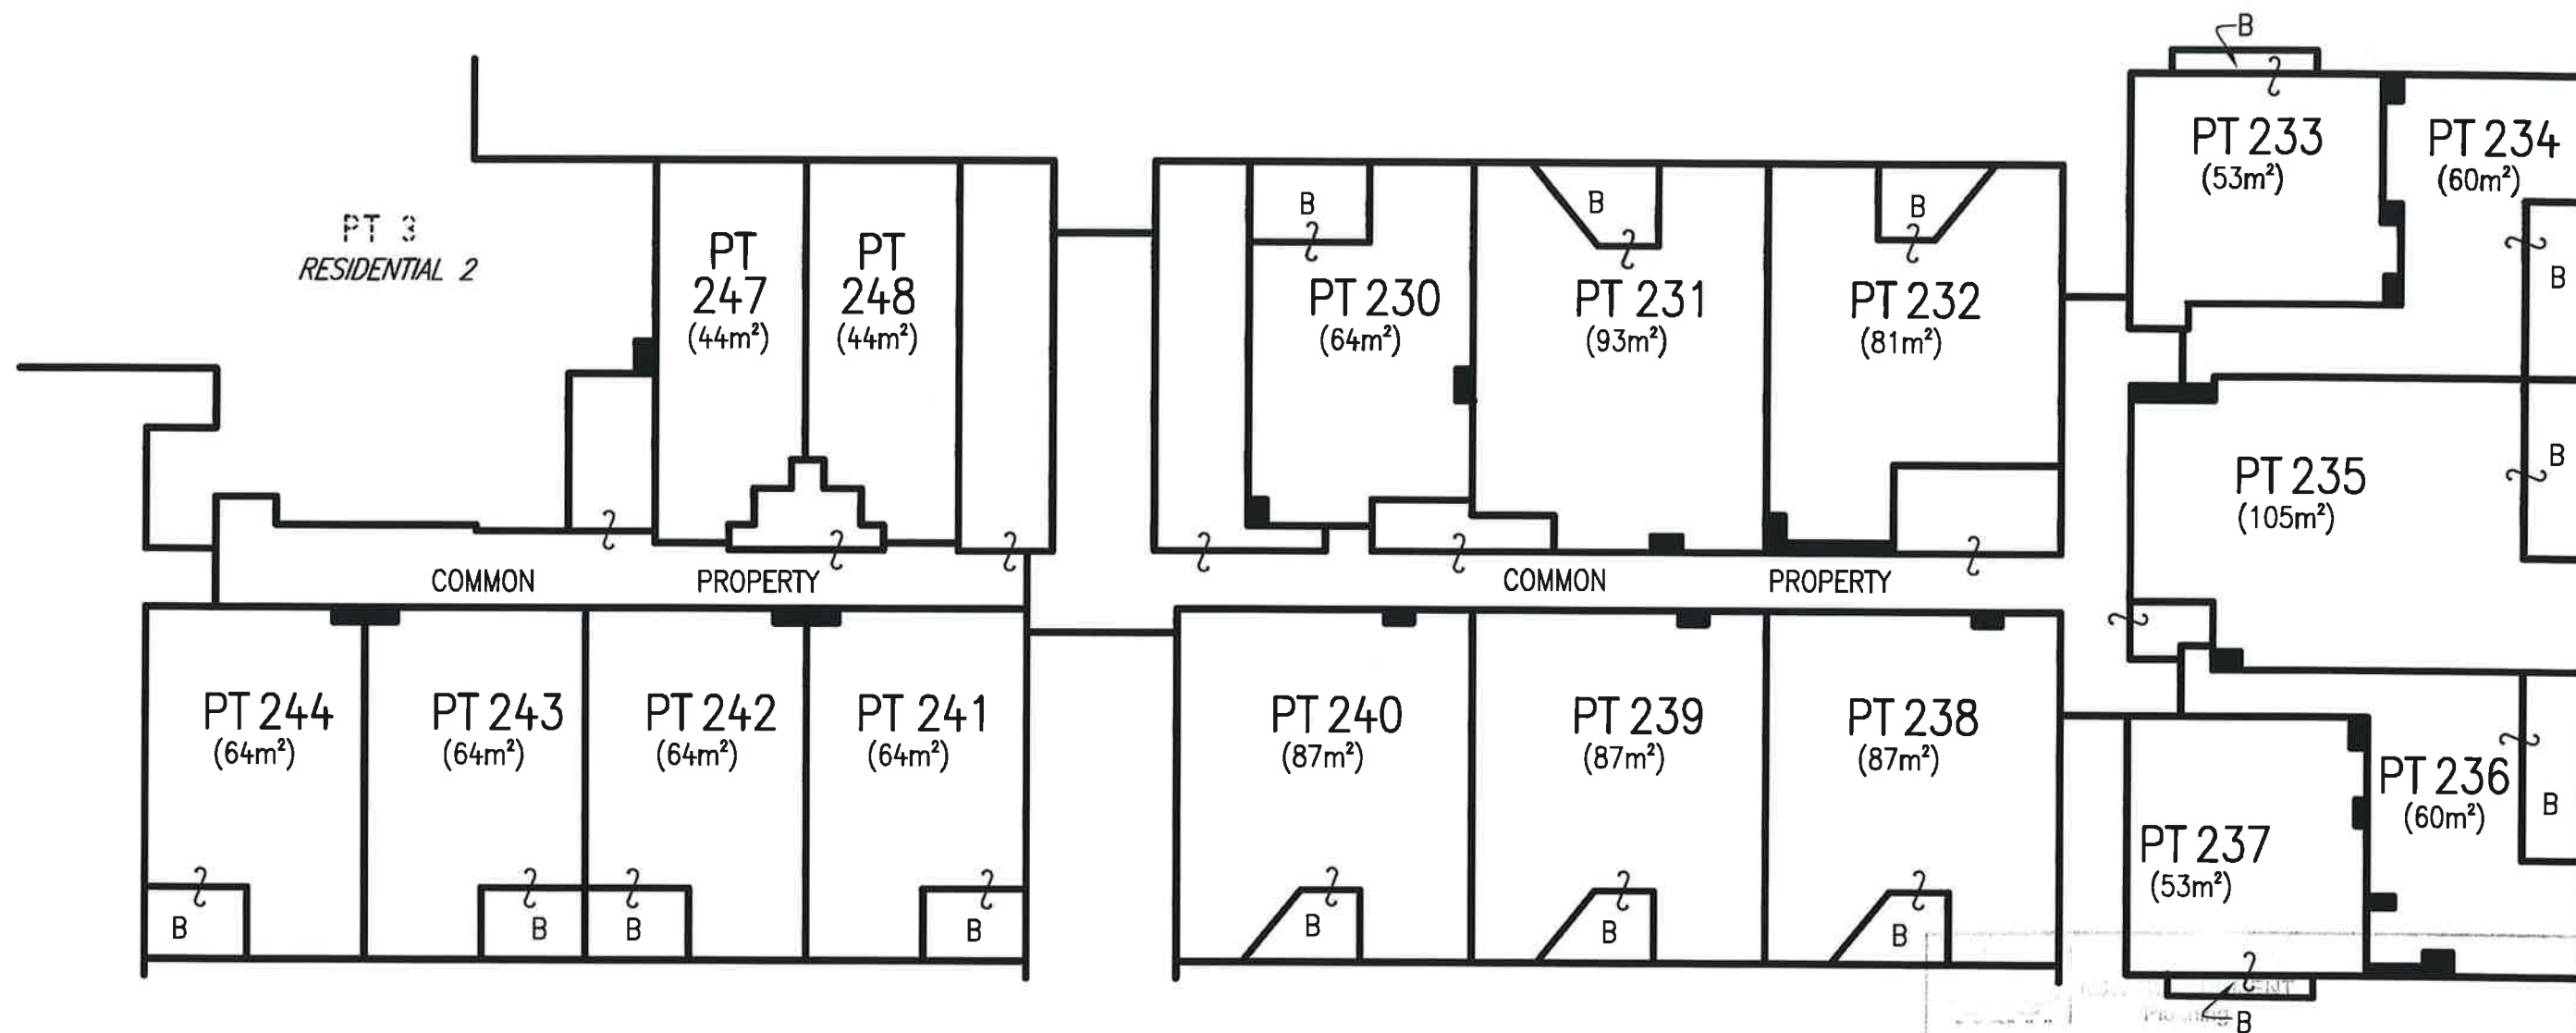 B
PT 233
(53m²)
PT 234
(60m²)
B
PT 3
RESIDENTIAL 2
PT
247
(44m²)
PT
248
(44m²)
B
PT 230
(64m²)
B
PT 231
(93m²)
B
PT 232
(81m²)
PT 235
(105m²)
B
COMMON PROPERTY
COMMON PROPERTY
PT 244
(64m²)
B
PT 243
(64m²)
B
PT 242
(64m²)
B
PT 241
(64m²)
B
PT 240
(87m²)
B
PT 239
(87m²)
B
PT 238
(87m²)
B
PT 236
(60m²)
B
PT 237
(53m²)
B
Planning